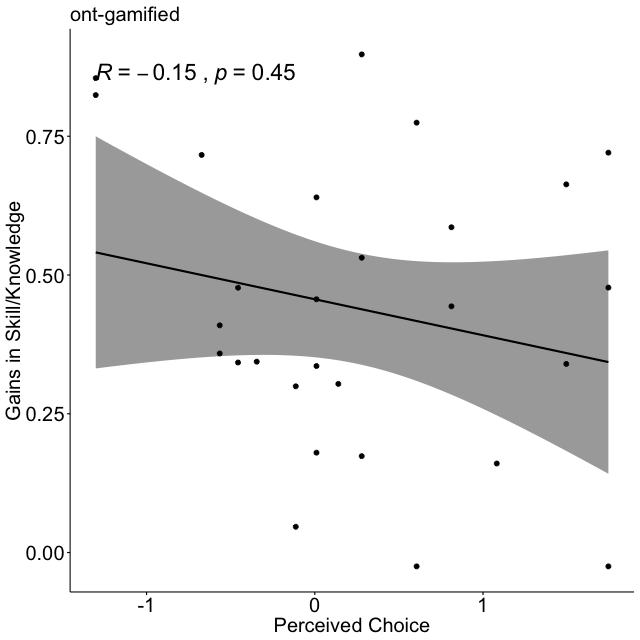 ont-gamified
R = −0.15 , p = 0.45
0.75
0.50
0.25
0.00
Gains in Skill/Knowledge
-1 0 1
Perceived Choice